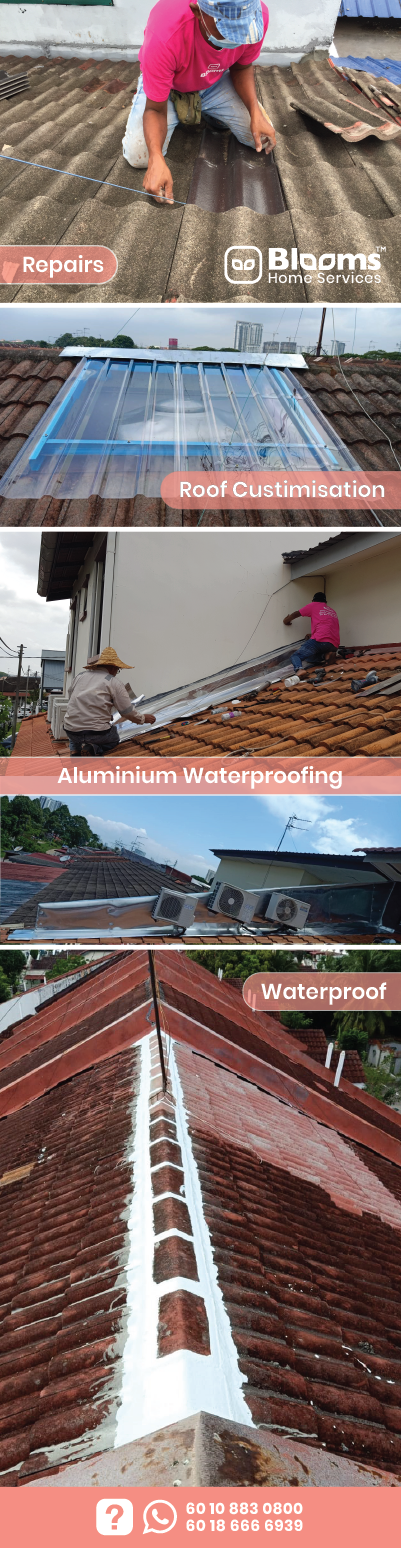 Repairs
Blooms™
Home Services
Roof Custimisation
Aluminium Waterproofing
Waterproof
?
60 10 883 0800
60 18 666 6939